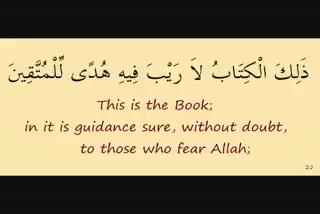 ذَلِكَ الْكِتَابُ لاَ رَيْبَ فِيهِ هُدًى لِّلْمُتَّقِينَ
This is the Book;
in it is guidance sure, without doubt,
to those who fear Allah;
2:2